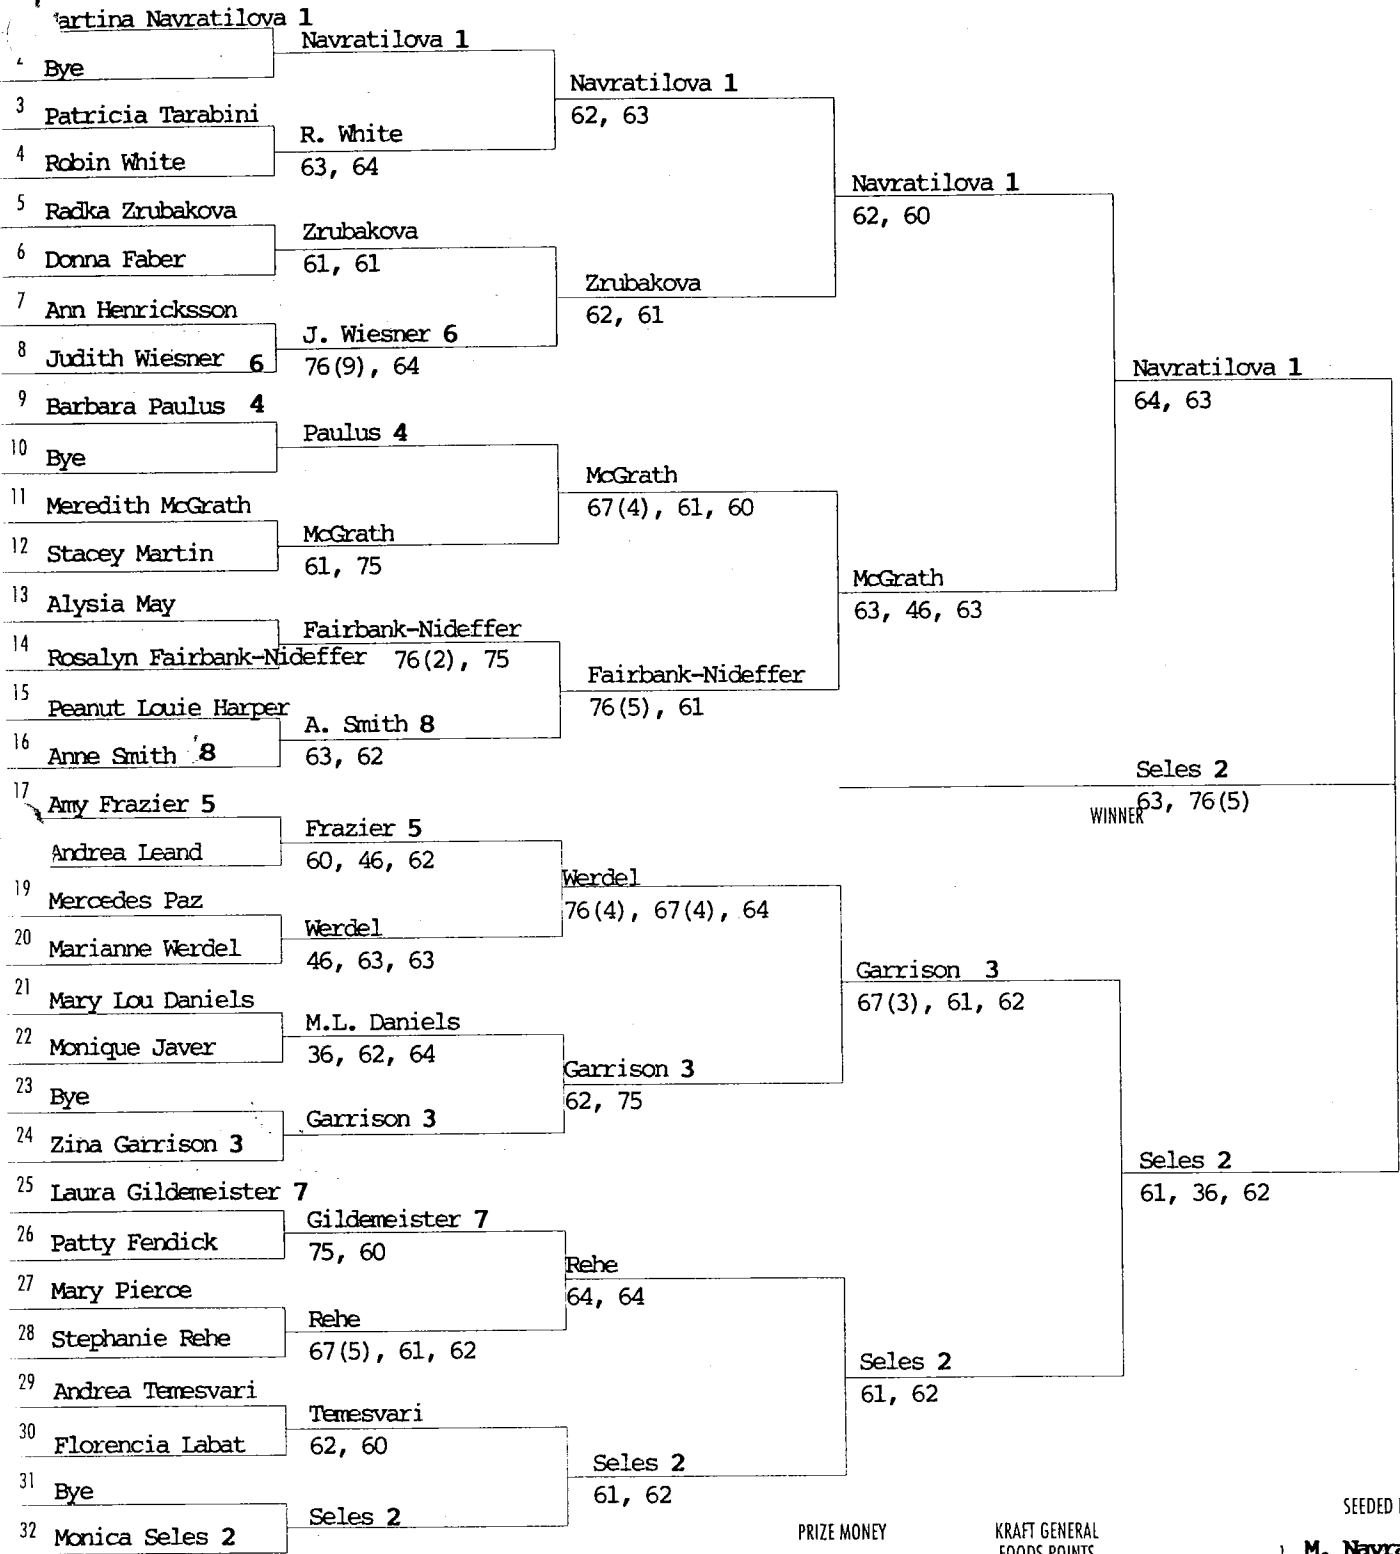 artina Navratilova 1
Bye
3 Patricia Tarabini
4 Robin White
5 Radka Zrubakova
6 Donna Faber
7 Ann Henricksson
8 Judith Wiesner 6
9 Barbara Paulus 4
10 Bye
11 Meredith McGrath
12 Stacey Martin
13 Alysia May
14 Rosalyn Fairbank-Nideffer
15 Peanut Louie Harper
16 Anne Smith 8
17 Amy Frazier 5
Andrea Leand
19 Mercedes Paz
20 Marianne Werdel
21 Mary Lou Daniels
22 Monique Javer
23 Bye
24 Zina Garrison 3
25 Laura Gildemeister 7
26 Patty Fendick
27 Mary Pierce
28 Stephanie Rehe
29 Andrea Temesvari
30 Florencia Labat
31 Bye
32 Monica Seles 2
Navratilova 1
R. White
63, 64
Zrubakova
61, 61
J. Wiesner 6
76(9), 64
Paulus 4
McGrath
61, 75
Fairbank-Nideffer
76(2), 75
A. Smith 8
63, 62
Frazier 5
60, 46, 62
Werdel
46, 63, 63
M.L. Daniels
36, 62, 64
Garrison 3
Gildemeister 7
75, 60
Rehe
67(5), 61, 62
Temesvari
62, 60
Seles 2
Navratilova 1
62, 63
Zrubakova
62, 61
McGrath
67(4), 61, 60
Fairbank-Nideffer
76(5), 61
Werdel
76(4), 67(4), 64
Garrison 3
62, 75
Rehe
64, 64
Seles 2
61, 62
Navratilova 1
62, 60
McGrath
63, 46, 63
Garrison 3
67(3), 61, 62
Seles 2
61, 62
Navratilova 1
64, 63
Seles 2
61, 36, 62
Seles 2
63, 76(5)
WINNER
PRIZE MONEY
KRAFT GENERAL
FOODS POINTS
SEEDED
1 M. Navra